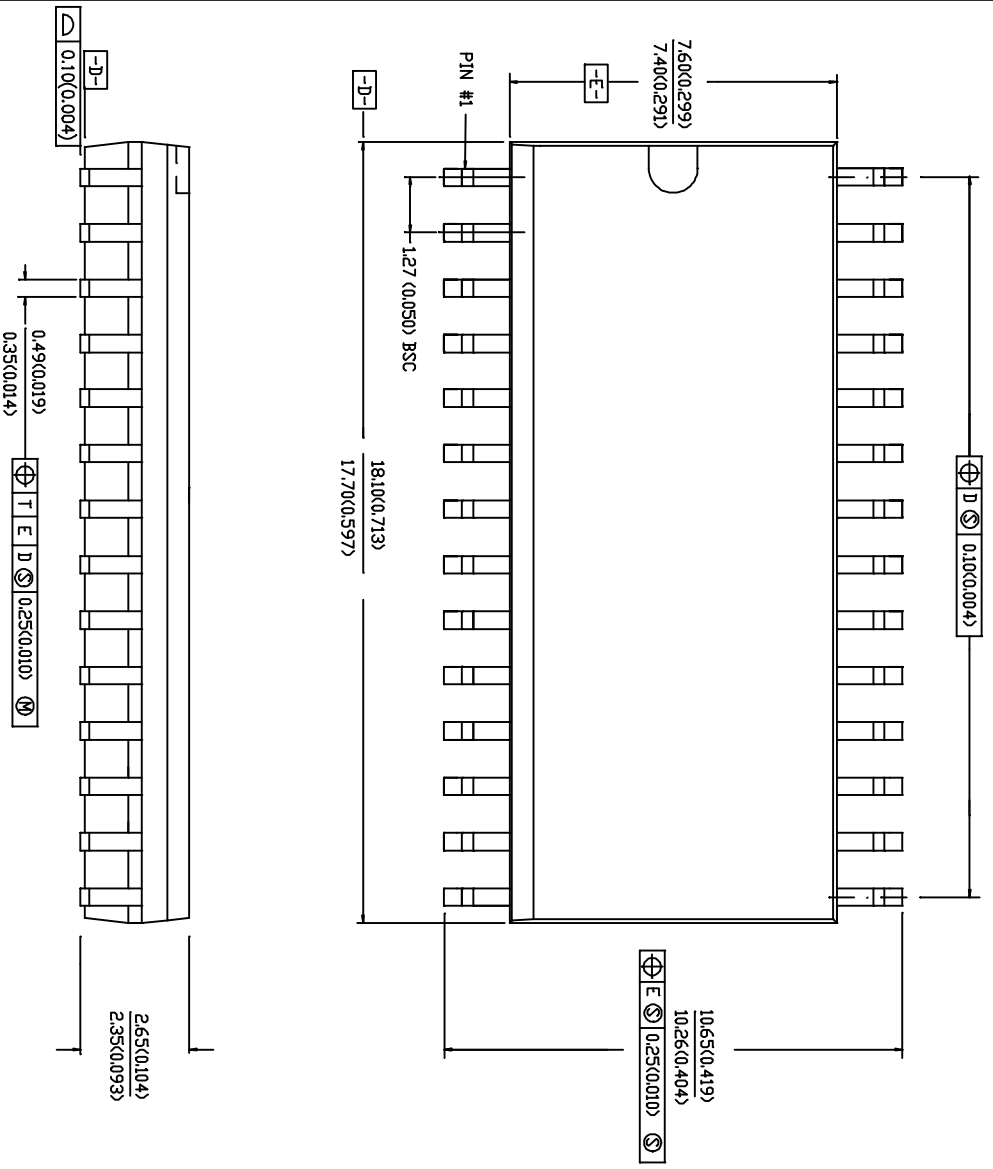 7.60(0.299)
7.40(0.291)
-E-
PIN #1
-D-
1.27 (0.050) BSC
18.10(0.713)
17.70(0.597)
D Ⓢ 0.10(0.004)
10.65(0.419)
10.26(0.404)
E Ⓢ 0.25(0.010) Ⓢ
-D-
0.10(0.004)
0.49(0.019)
0.35(0.014)
T E D Ⓢ 0.25(0.010) Ⓜ
2.65(0.104)
2.35(0.093)